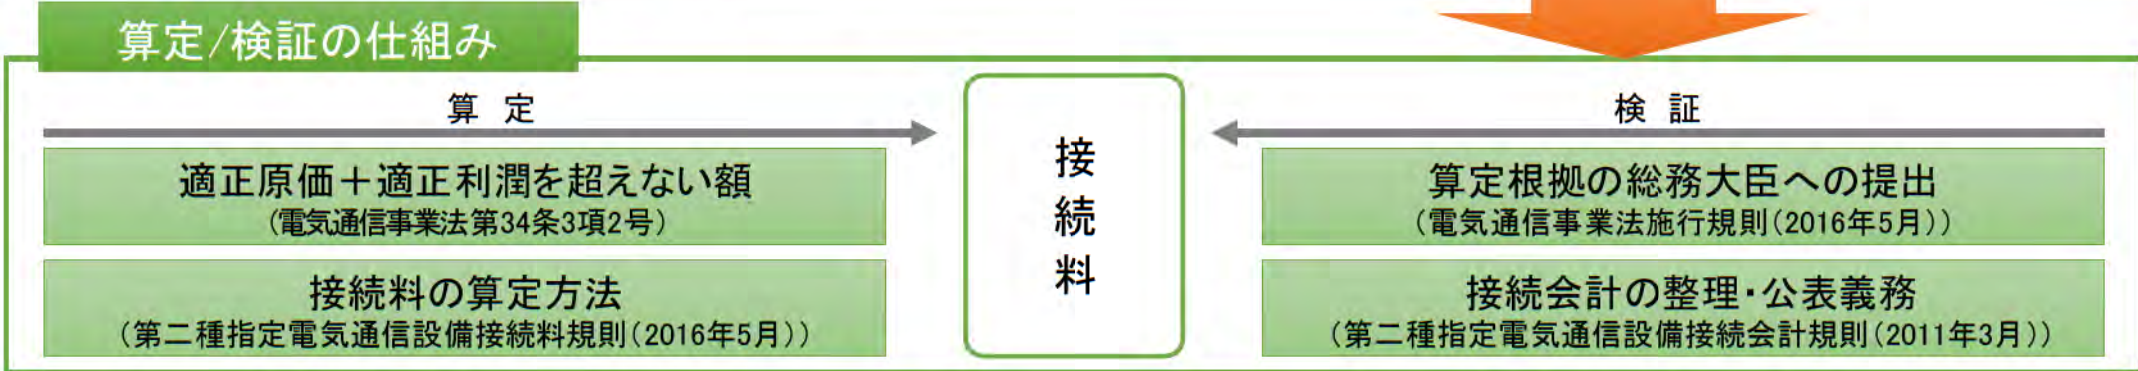 算定/検証の仕組み
算 定
適正原価＋適正利潤を超えない額
(電気通信事業法第34条3項2号)
接続料の算定方法
(第二種指定電気通信設備接続料規則(2016年5月))
接続料
検 証
算定根拠の総務大臣への提出
(電気通信事業法施行規則(2016年5月))
接続会計の整理・公表義務
(第二種指定電気通信設備接続会計規則(2011年3月))